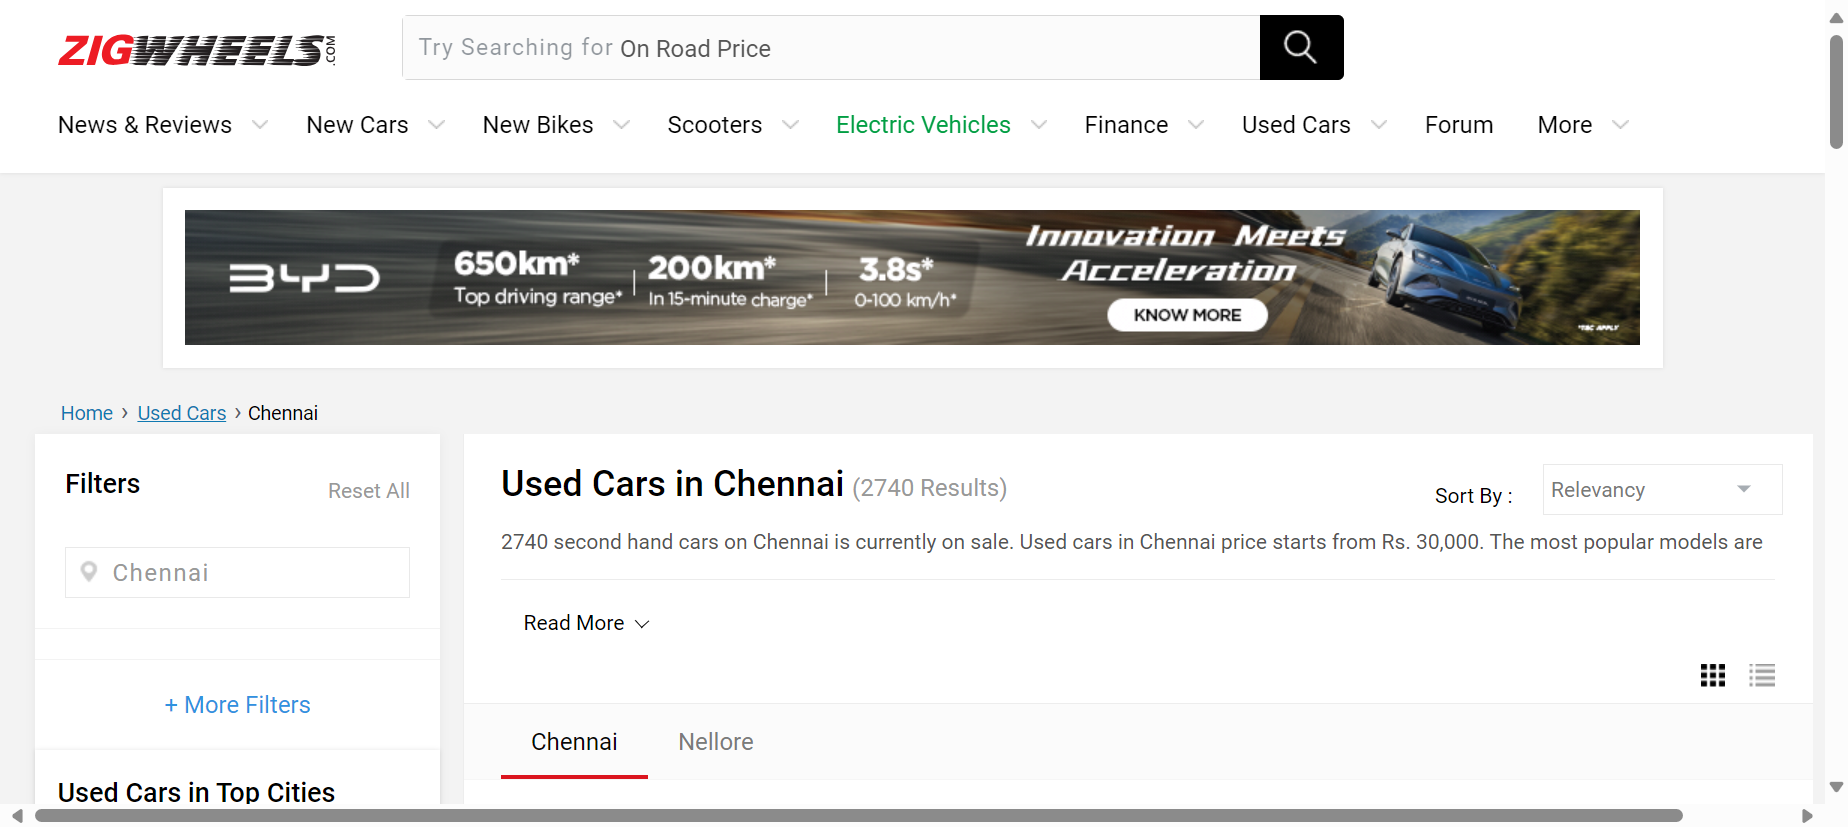 ZIGWHEELS.COM
Try Searching for On Road Price
News & Reviews New Cars New Bikes Scooters Electric Vehicles Finance Used Cars Forum More
BYD
650km*
Top driving range*
200km*
In 15-minute charge*
3.8s*
0-100 km/h*
Innovation Meets
Acceleration
KNOW MORE
*T&C APPLY
Home › Used Cars › Chennai
Filters
Reset All
Chennai
+ More Filters
Used Cars in Top Cities
Used Cars in Chennai (2740 Results)
Sort By : Relevancy
2740 second hand cars on Chennai is currently on sale. Used cars in Chennai price starts from Rs. 30,000. The most popular models are
Read More
Chennai Nellore